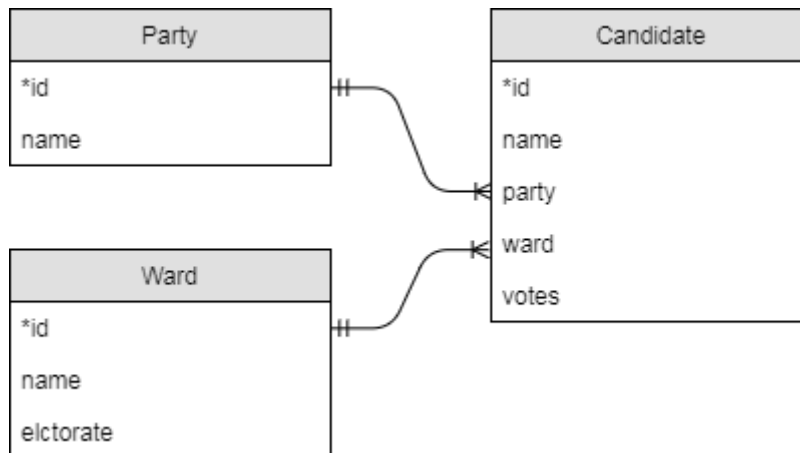 Party
*id
name
Ward
*id
name
elctorate
Candidate
*id
name
party
ward
votes